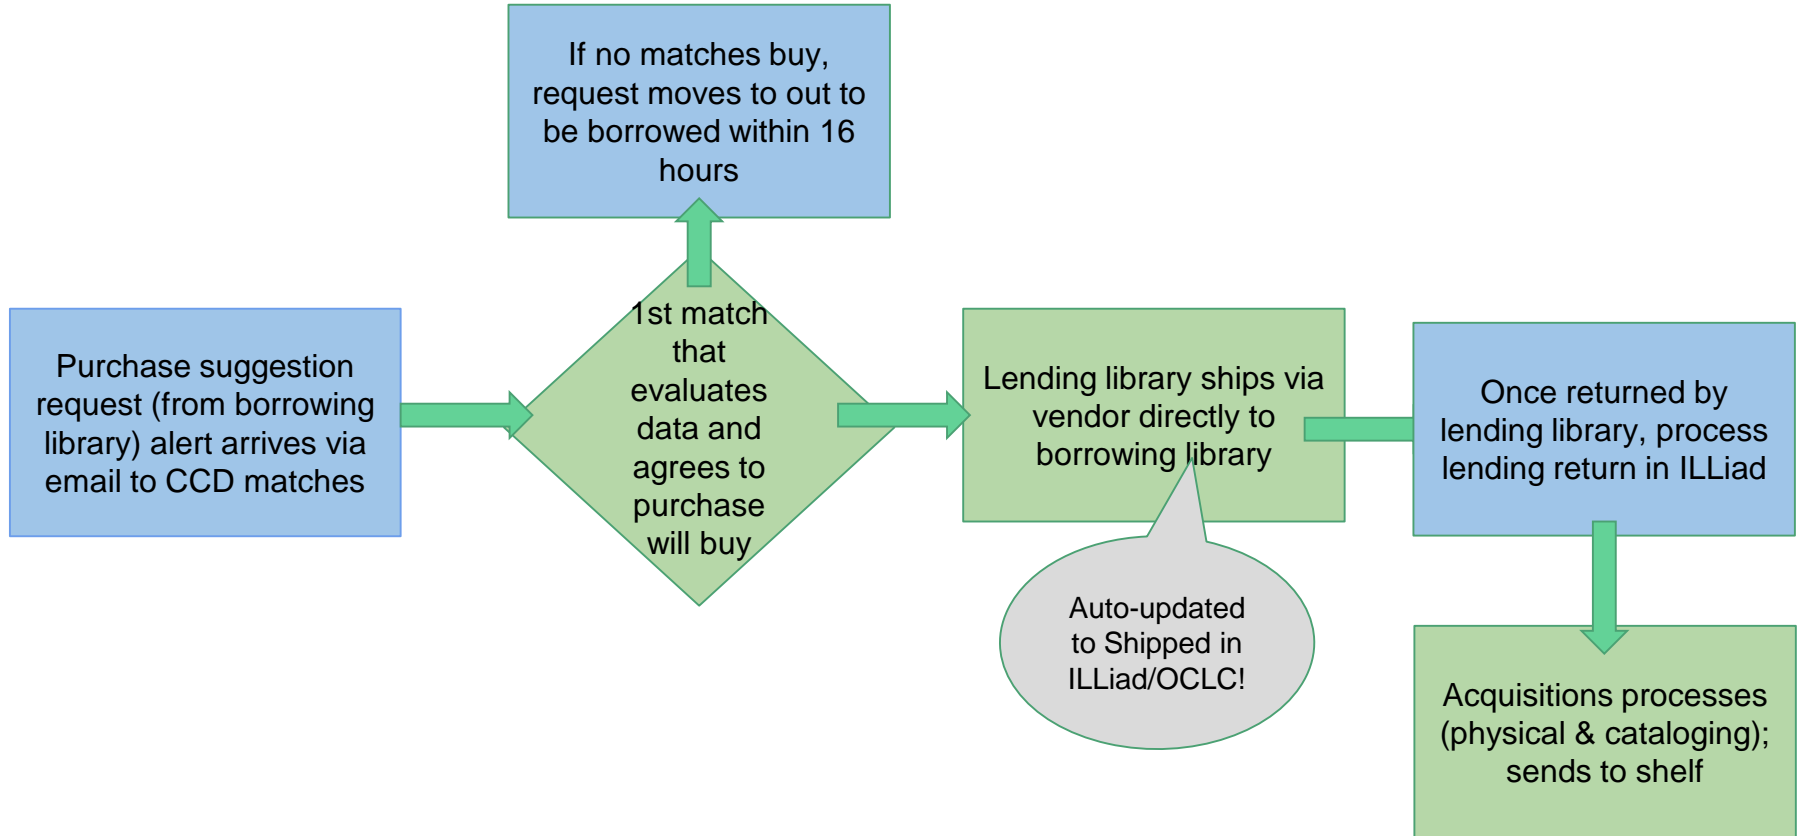 If no matches buy,
request moves to out to
be borrowed within 16
hours
Purchase suggestion
request (from borrowing
library) alert arrives via
email to CCD matches
1st match
that
evaluates
data and
agrees to
purchase
will buy
Lending library ships via
vendor directly to
borrowing library
Once returned by
lending library, process
lending return in ILLiad
Auto-updated
to Shipped in
ILLiad/OCLC!
Acquisitions processes
(physical & cataloging);
sends to shelf